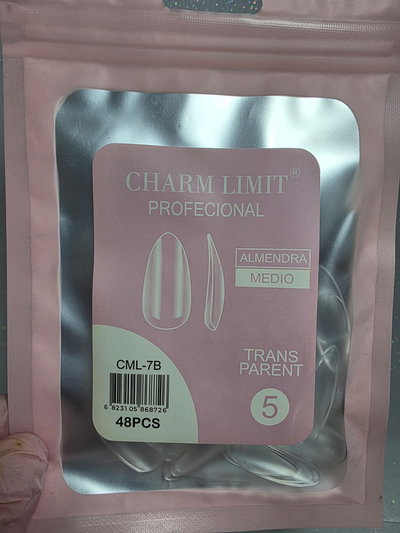 CHARM LIMIT®
PROFECIONAL
ALMENDRA
MEDIO
TRANS
PARENT
5
CML-7B
6 823105 868726
48PCS